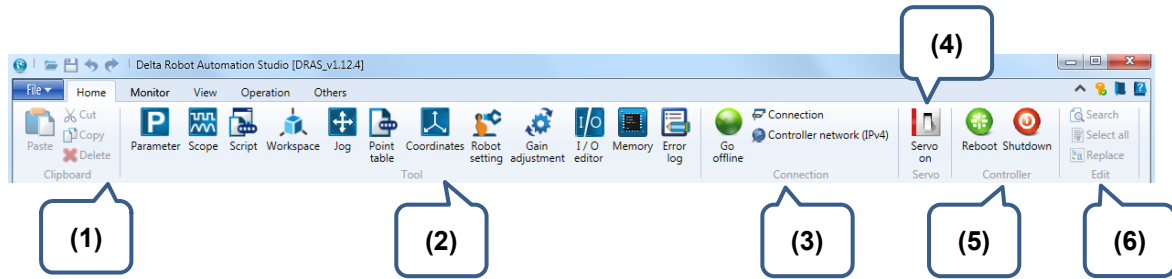 (4)
Delta Robot Automation Studio [DRAS_v1.12.4]
File Home Monitor View Operation Others
Paste
Cut
Copy
Delete
Clipboard
Parameter Scope Script Workspace Jog Point table Coordinates Robot setting Gain adjustment I / O editor Memory Error log
I/O
Tool
Go offline
Connection
Controller network (IPv4)
Connection
Servo on
Servo
Reboot Shutdown
Controller
Search
Select all
Replace
Edit
(1)
(2)
(3)
(5)
(6)